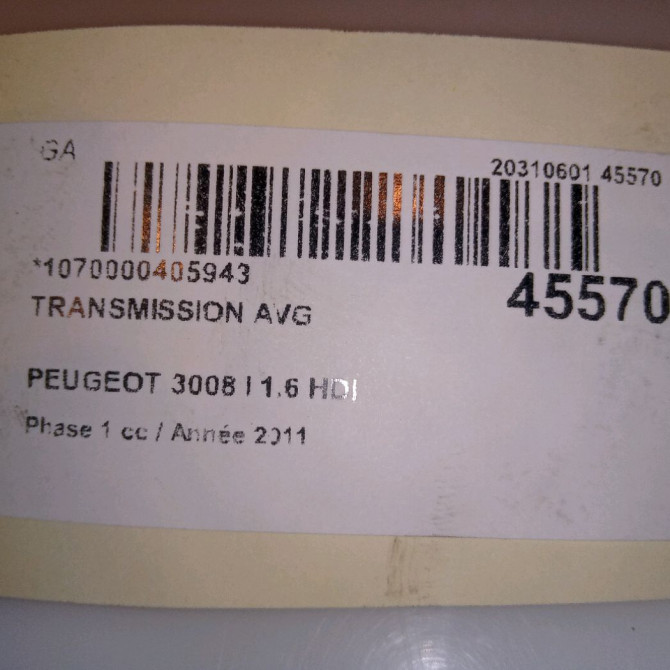 GA
20310601 45570
*1070000405943
45570
TRANSMISSION AVG
PEUGEOT 3008 I 1.6 HDI
Phase 1 cc / Année 2011